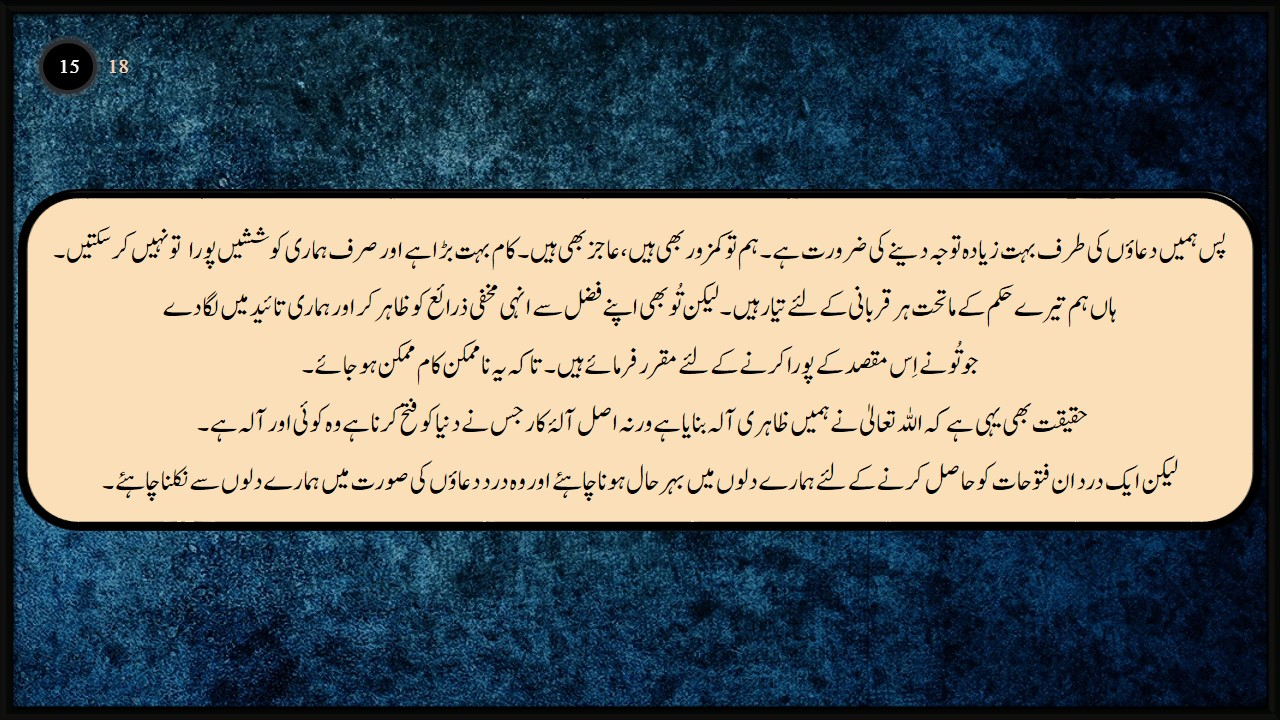 15 18
پس ہمیں دعاؤں کی طرف بہت زیادہ توجہ دینے کی ضرورت ہے۔ ہم تو کمزور بھی ہیں، عاجز بھی ہیں۔ کام بہت بڑا ہے اور صرف ہماری کوششیں پورا تو نہیں کر سکتیں۔
ہاں ہم تیرے حکم کے ماتحت ہر قربانی کے لئے تیار ہیں۔ لیکن تُو بھی اپنے فضل سے انہی مخفی ذرائع کو ظاہر کر اور ہماری تائید میں لگا دے
جو تُو نے اِس مقصد کے پورا کرنے کے لئے مقرر فرمائے ہیں۔ تا کہ یہ ناممکن کام ممکن ہو جائے۔
حقیقت بھی یہی ہے کہ اللہ تعالیٰ نے ہمیں ظاہری آلہ بنایا ہے ورنہ اصل آلۂ کار جس نے دنیا کو فتح کرنا ہے وہ کوئی اور آلہ ہے۔
لیکن ایک درد ان فتوحات کو حاصل کرنے کے لئے ہمارے دلوں میں بہر حال ہونا چاہئے اور وہ درد دعاؤں کی صورت میں ہمارے دلوں سے نکلنا چاہئے۔